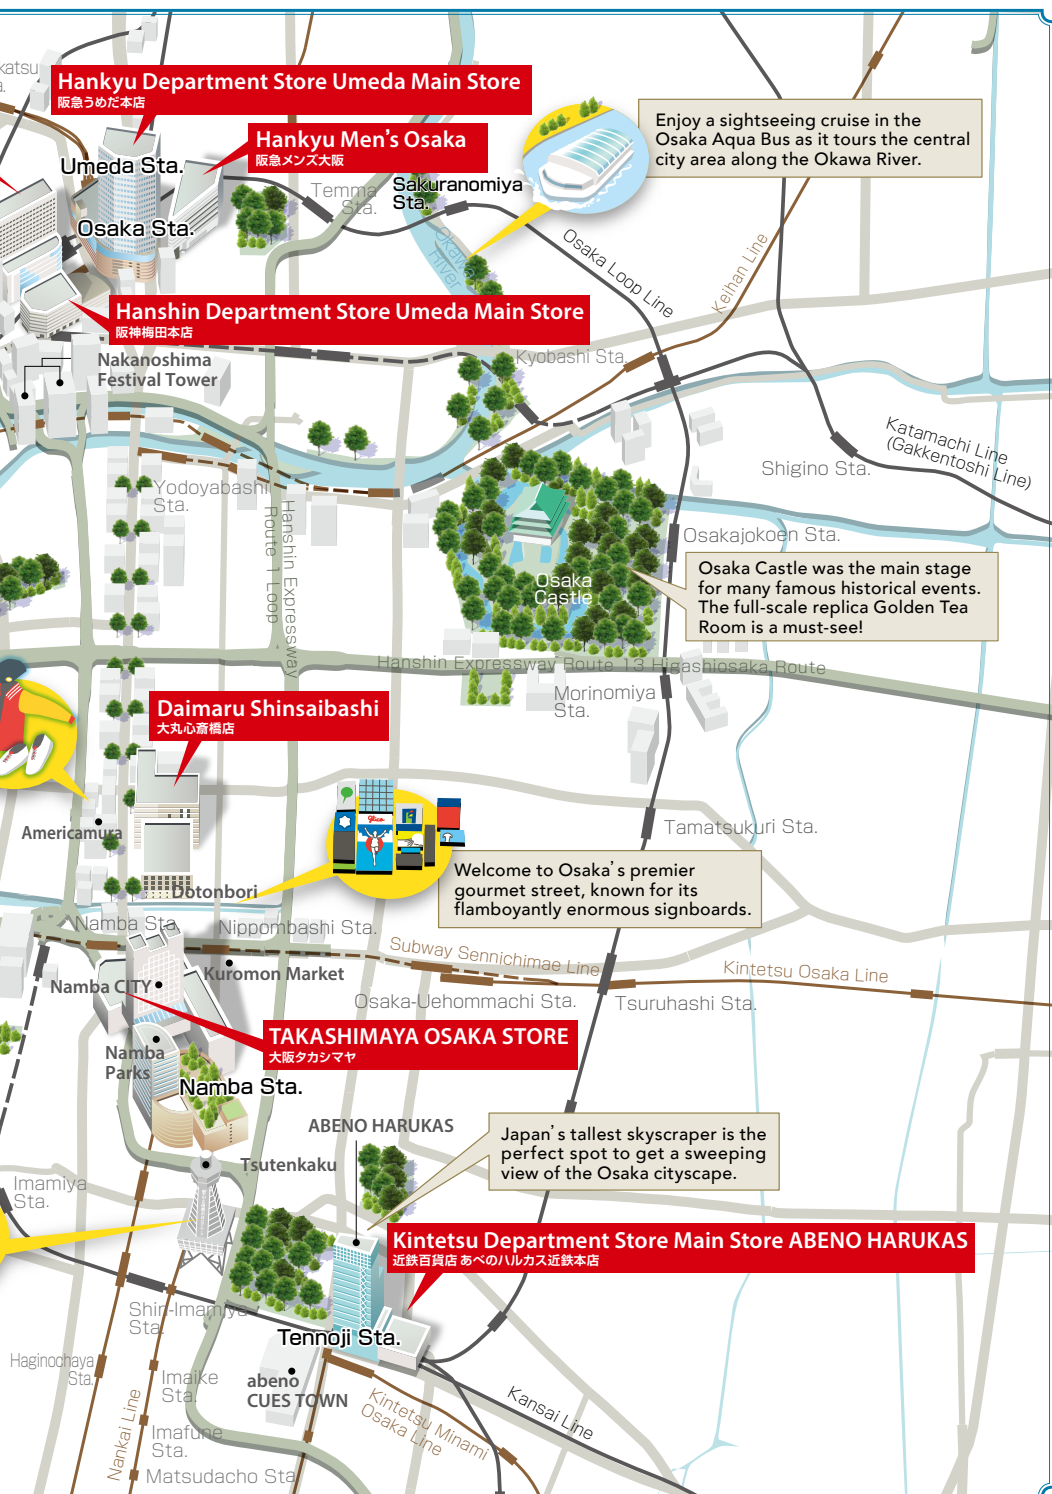 katsu
a.
Hankyu Department Store Umeda Main Store
阪急うめだ本店
Hankyu Men's Osaka
阪急メンズ大阪
Enjoy a sightseeing cruise in the
Osaka Aqua Bus as it tours the central
city area along the Okawa River.
Umeda Sta.
Temma
Sta.
Sakuranomiya
Sta.
Osaka Sta.
Okawa
River
Osaka Loop Line
Keihan Line
Hanshin Department Store Umeda Main Store
阪神梅田本店
Nakanoshima
Festival Tower
Kyobashi Sta.
Katamachi Line
(Gakkentoshi Line)
Shigino Sta.
Yodoyabashi
Sta.
Hanshin Expressway
Route 1 Loop
Osakajokoen Sta.
Osaka
Castle
Osaka Castle was the main stage
for many famous historical events.
The full-scale replica Golden Tea
Room is a must-see!
Hanshin Expressway Route 13 Higashiosaka Route
Morinomiya
Sta.
Daimaru Shinsaibashi
大丸心斎橋店
Americamura
Glico
Tamatsukuri Sta.
Welcome to Osaka's premier
gourmet street, known for its
flamboyantly enormous signboards.
Dotonbori
Namba Sta.
Nippombashi Sta.
Subway Sennichimae Line
Kintetsu Osaka Line
Kuromon Market
Namba CITY
Osaka-Uehommachi Sta.
Tsuruhashi Sta.
TAKASHIMAYA OSAKA STORE
大阪タカシマヤ
Namba
Parks
Namba Sta.
ABENO HARUKAS
Japan's tallest skyscraper is the
perfect spot to get a sweeping
view of the Osaka cityscape.
Tsutenkaku
Imamiya
Sta.
Kintetsu Department Store Main Store ABENO HARUKAS
近鉄百貨店 あべのハルカス近鉄本店
Shin-Imamiya
Sta.
Tennoji Sta.
Haginochaya
Sta.
Imaike
Sta.
abeno
CUES TOWN
Kintetsu Minami
Osaka Line
Kansai Line
Nankai Line
Imafune
Sta.
Matsudacho Sta